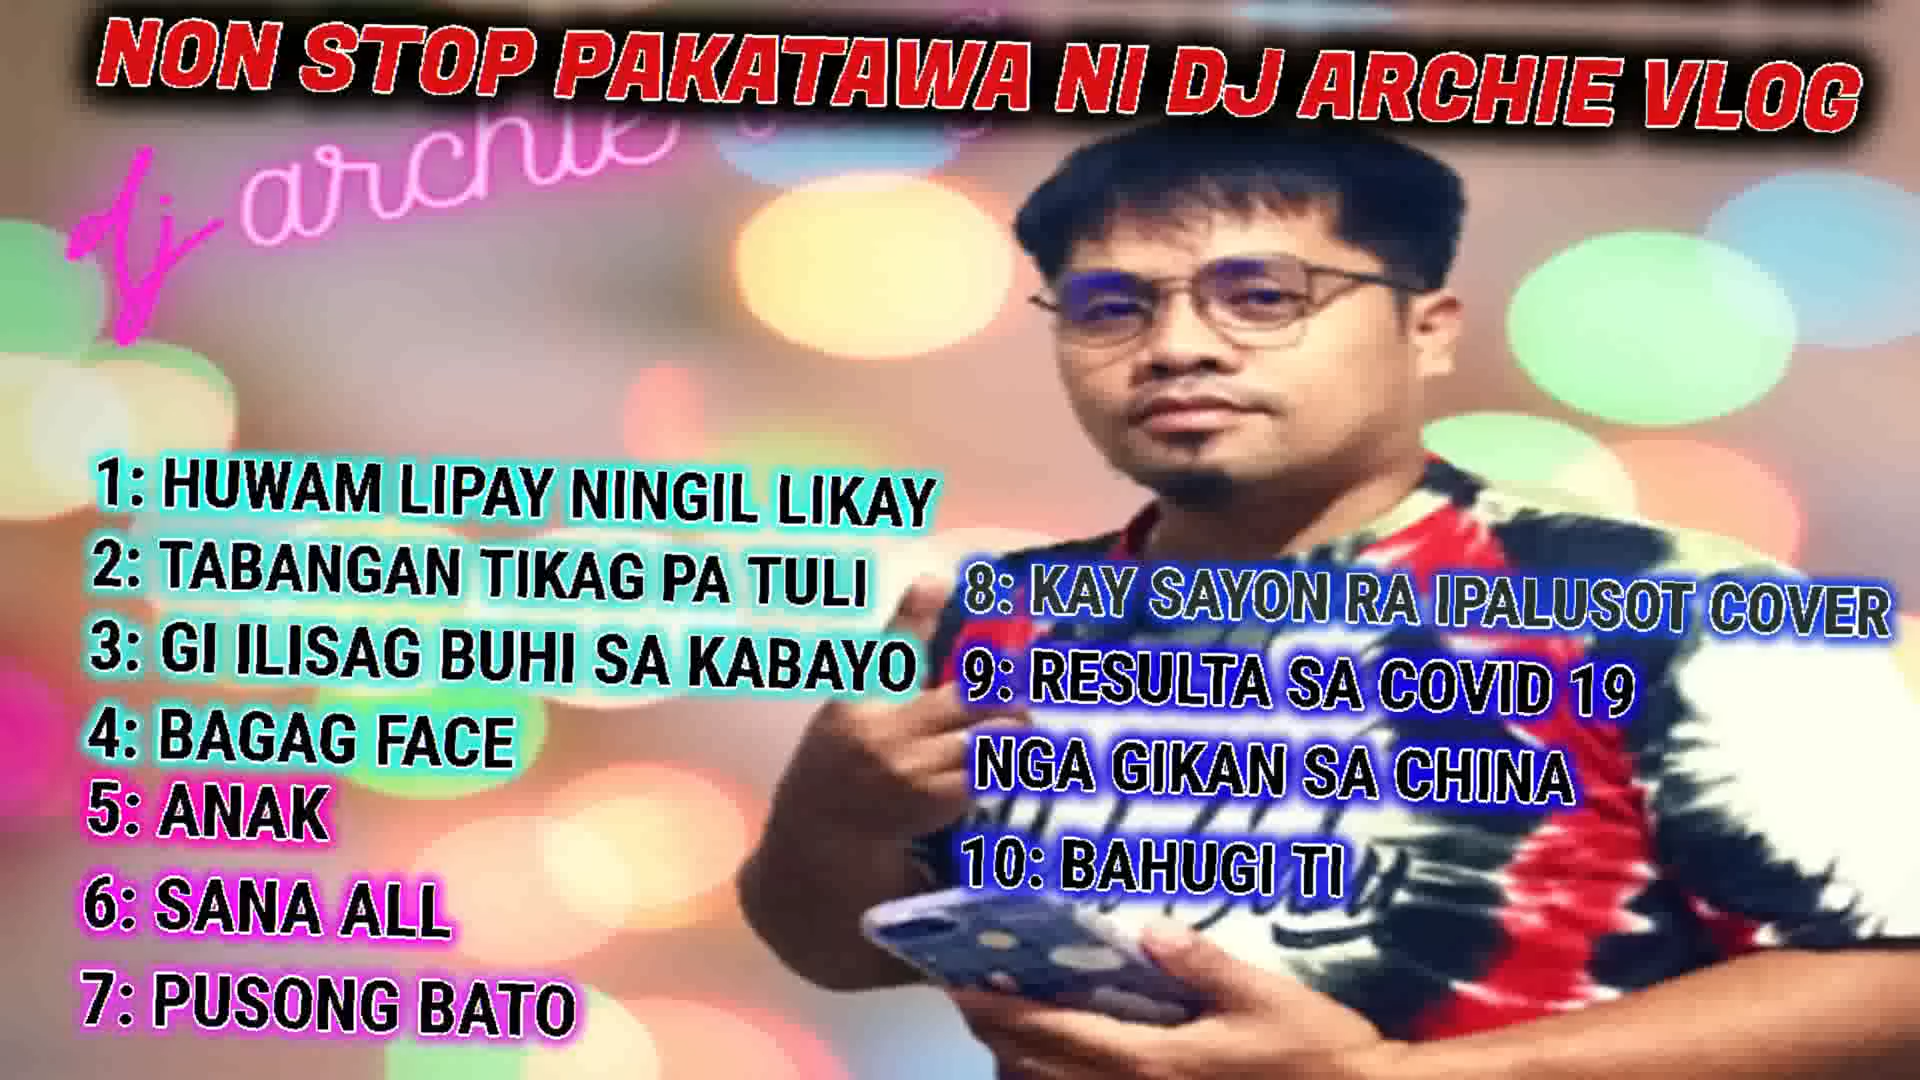 NON STOP PAKATAWA NI DJ ARCHIE VLOG
dj archie
1: HUWAM LIPAY NINGIL LIKAY
2: TABANGAN TIKAG PA TULI
3: GI ILISAG BUHI SA KABAYO
4: BAGAG FACE
5: ANAK
6: SANA ALL
7: PUSONG BATO
8: KAY SAYON RA IPALUSOT COVER
9: RESULTA SA COVID 19
NGA GIKAN SA CHINA
10: BAHUGI TI